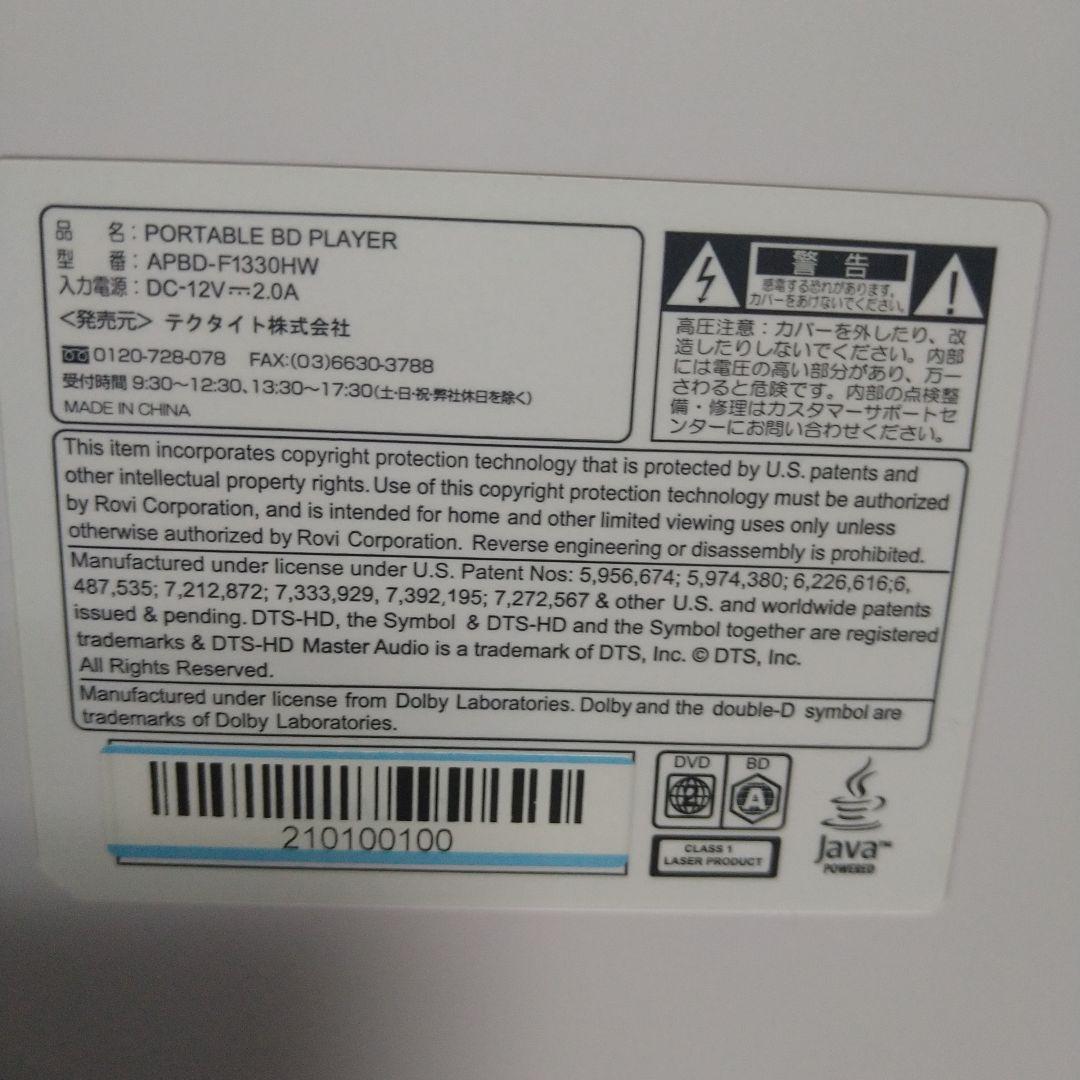 品 名：PORTABLE BD PLAYER
型 番：APBD-F1330HW
入力電源：DC-12V⎓2.0A
<発売元> テクタイト株式会社
0120-728-078 FAX:(03)6630-3788
受付時間 9:30～12:30、13:30～17:30(土・日・祝・弊社休日を除く)
MADE IN CHINA
警告
感電する恐れがあります。
カバーをあけないでください。
高圧注意：カバーを外したり、改
造したりしないでください。内部
には電圧の高い部分があり、万一
さわると危険です。内部の点検整
備・修理はカスタマーサポートセ
ンターにお問い合わせください。
This item incorporates copyright protection technology that is protected by U.S. patents and
other intellectual property rights. Use of this copyright protection technology must be authorized
by Rovi Corporation, and is intended for home and other limited viewing uses only unless
otherwise authorized by Rovi Corporation. Reverse engineering or disassembly is prohibited.
Manufactured under license under U.S. Patent Nos: 5,956,674; 5,974,380; 6,226,616;6,
487,535; 7,212,872; 7,333,929, 7,392,195; 7,272,567 & other U.S. and worldwide patents
issued & pending. DTS-HD, the Symbol & DTS-HD and the Symbol together are registered
trademarks & DTS-HD Master Audio is a trademark of DTS, Inc. © DTS, Inc.
All Rights Reserved.
Manufactured under license from Dolby Laboratories. Dolby and the double-D symbol are
trademarks of Dolby Laboratories.
210100100
DVD BD
2 A
CLASS 1
LASER PRODUCT
Java™
POWERED